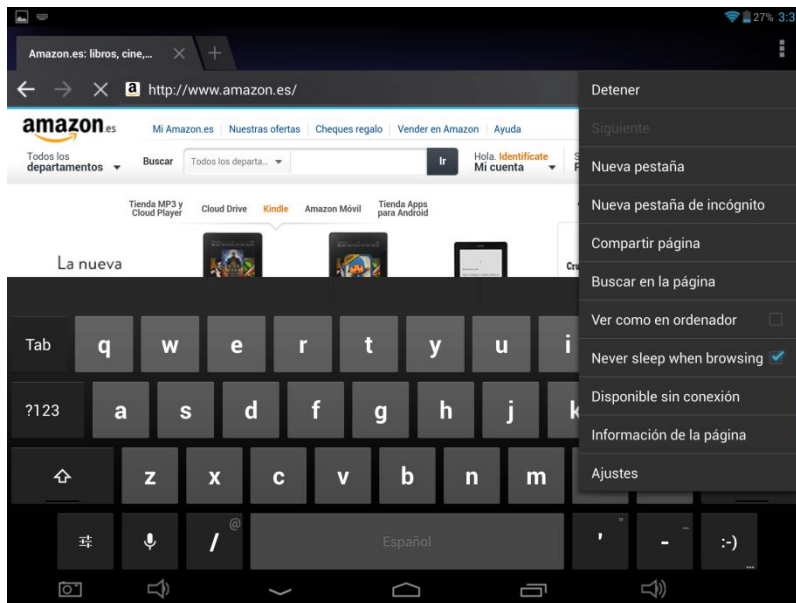 27% 3:3
Amazon.es: libros, cine,...
http://www.amazon.es/
Detener
Siguiente
Nueva pestaña
Nueva pestaña de incógnito
Compartir página
Buscar en la página
Ver como en ordenador
Never sleep when browsing
Disponible sin conexión
Información de la página
Ajustes
amazon.es
Mi Amazon.es | Nuestras ofertas | Cheques regalo | Vender en Amazon | Ayuda
Todos los departamentos
Buscar
Todos los departa...
Ir
Hola. Identifícate
Mi cuenta
Tienda MP3 y Cloud Player
Cloud Drive
Kindle
Amazon Móvil
Tienda Apps para Android
La nueva
Tab q w e r t y u i
?123 a s d f g h j k
z x c v b n m
/ @ Español ' " - _ :-) ...